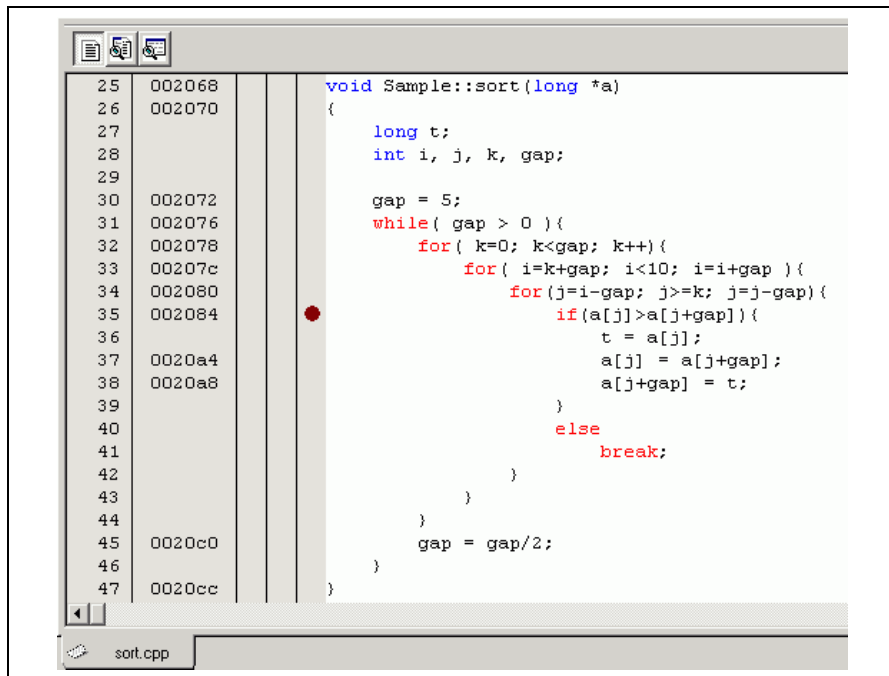 25 002068 void Sample::sort(long *a)
26 002070 {
27 long t;
28 int i, j, k, gap;
29
30 002072 gap = 5;
31 002076 while( gap > 0 ){
32 002078 for( k=0; k<gap; k++){
33 00207c for( i=k+gap; i<10; i=i+gap ){
34 002080 for(j=i-gap; j>=k; j=j-gap){
35 002084 if(a[j]>a[j+gap]){
36 t = a[j];
37 0020a4 a[j] = a[j+gap];
38 0020a8 a[j+gap] = t;
39 }
40 else
41 break;
42 }
43 }
44 }
45 0020c0 gap = gap/2;
46 }
47 0020cc }
sort.cpp